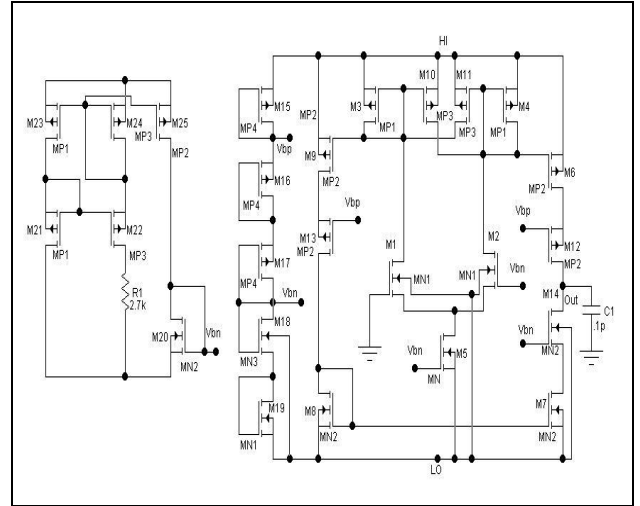 HI
M23
MP1
M24
MP3
M25
MP2
M21
MP1
M22
MP3
R1
2.7k
M20
Vbn
MN2
M15
MP4
Vbp
M16
MP4
M17
MP4
Vbn
M18
MN3
M19
MN1
MP2
M9
MP2
M13
MP2
Vbp
M8
MN2
M3
MP1
M10
MP3
M11
MP3
M4
MP1
M1
MN1
M2
MN1
Vbn
Vbn
M5
MN
M6
MP2
Vbp
M12
MP2
M14
Out
C1
.1p
Vbn
MN2
M7
MN2
LO